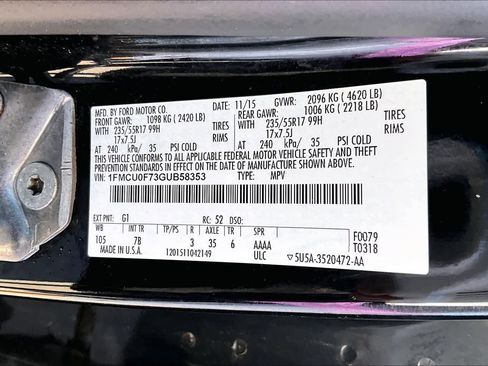 MFD. BY FORD MOTOR CO. DATE: 11/15 GVWR: 2096 KG ( 4620 LB)
FRONT GAWR: 1098 KG ( 2420 LB) REAR GAWR: 1006 KG ( 2218 LB)
WITH 235/55R17 99H TIRES WITH 235/55R17 99H TIRES
17x7.5J RIMS 17x7.5J RIMS
AT 240 kPa/ 35 PSI COLD AT 240 kPa/ 35 PSI COLD
THIS VEHICLE CONFORMS TO ALL APPLICABLE FEDERAL MOTOR VEHICLE SAFETY, BUMPER, AND THEFT
PREVENTION STANDARDS IN EFFECT ON THE DATE OF MANUFACTURE SHOWN ABOVE.
VIN: 1FMCU0F73GUB58353 TYPE: MPV
EXT PNT: G1 RC: 52 DSO: F0079
WB INT TR TP/PS R AXLE TR SPR T0318
105 7B 3 35 6 AAAA
MADE IN U.S.A. 1201511042149 ULC 5U5A-3520472-AA